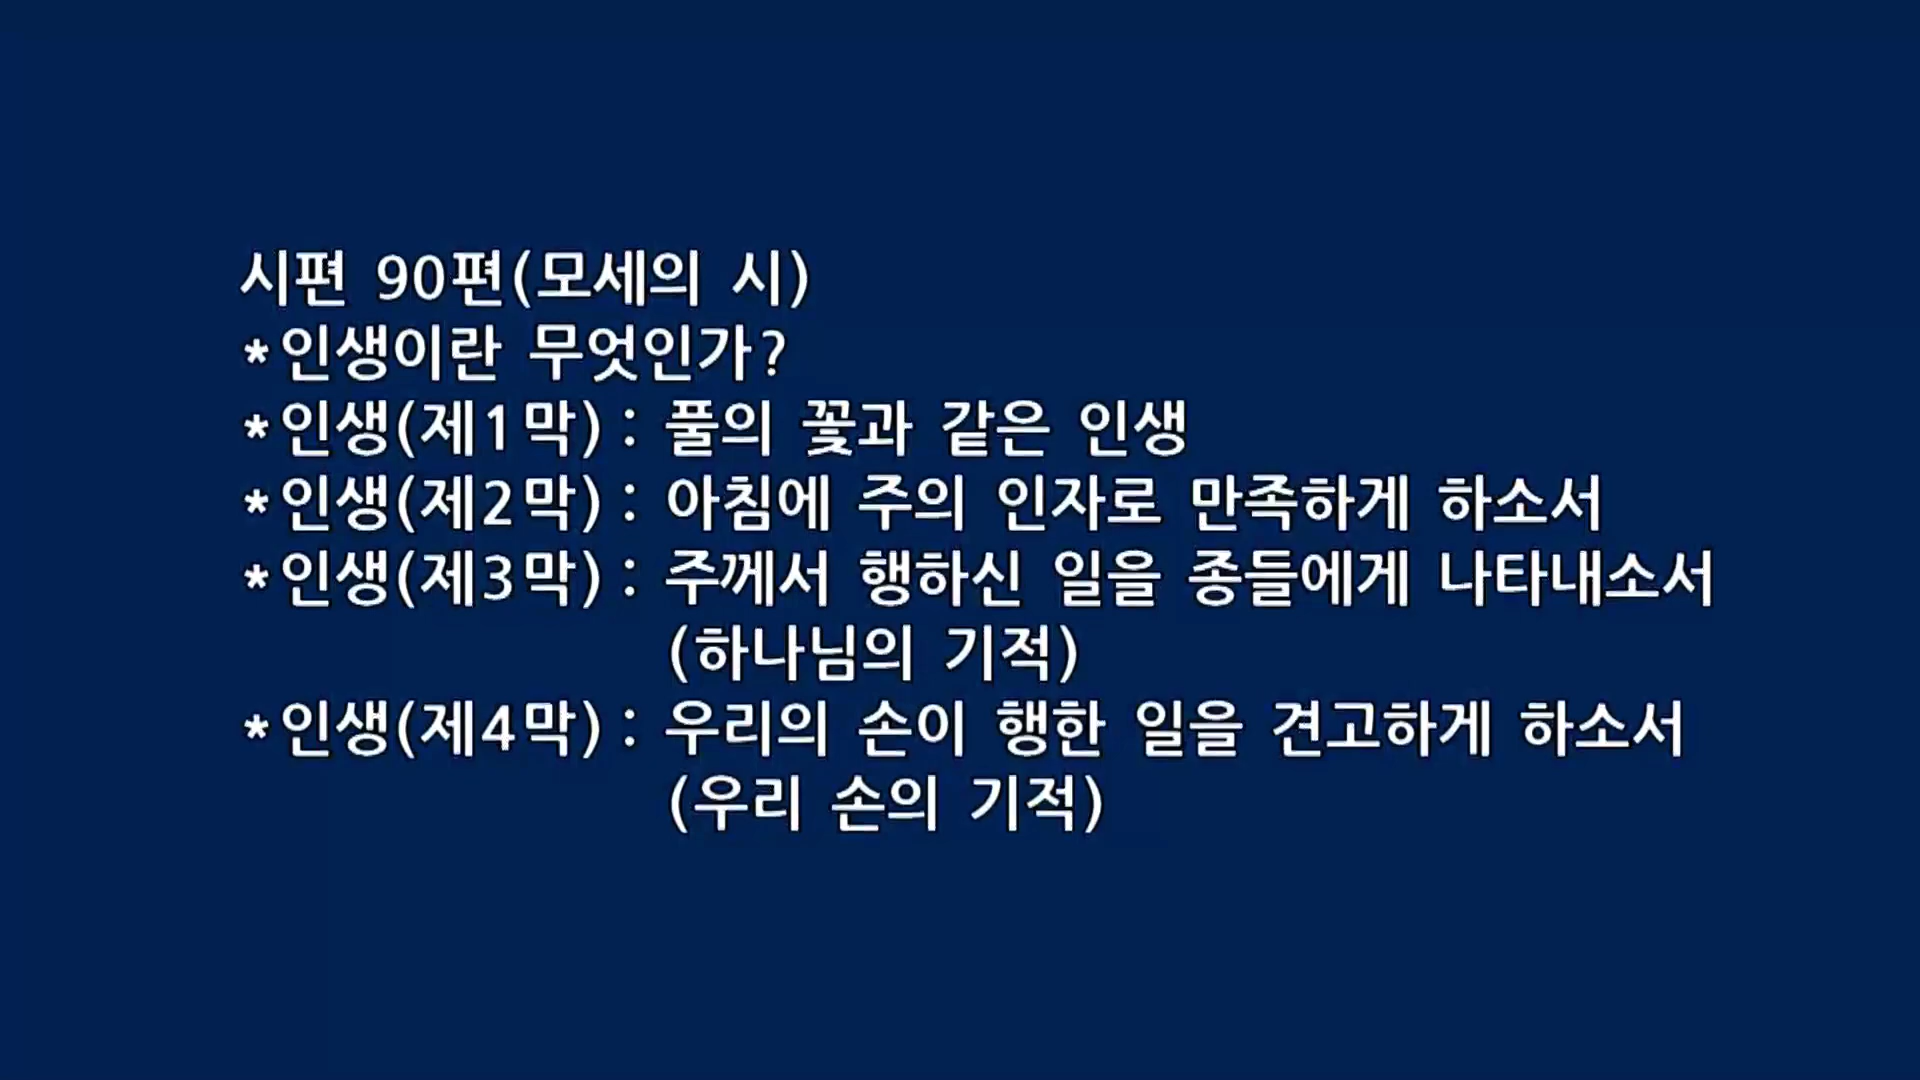 시편 90편(모세의 시)
*인생이란 무엇인가?
*인생(제1막): 풀의 꽃과 같은 인생
*인생(제2막): 아침에 주의 인자로 만족하게 하소서
*인생(제3막): 주께서 행하신 일을 종들에게 나타내소서
(하나님의 기적)
*인생(제4막): 우리의 손이 행한 일을 견고하게 하소서
(우리 손의 기적)